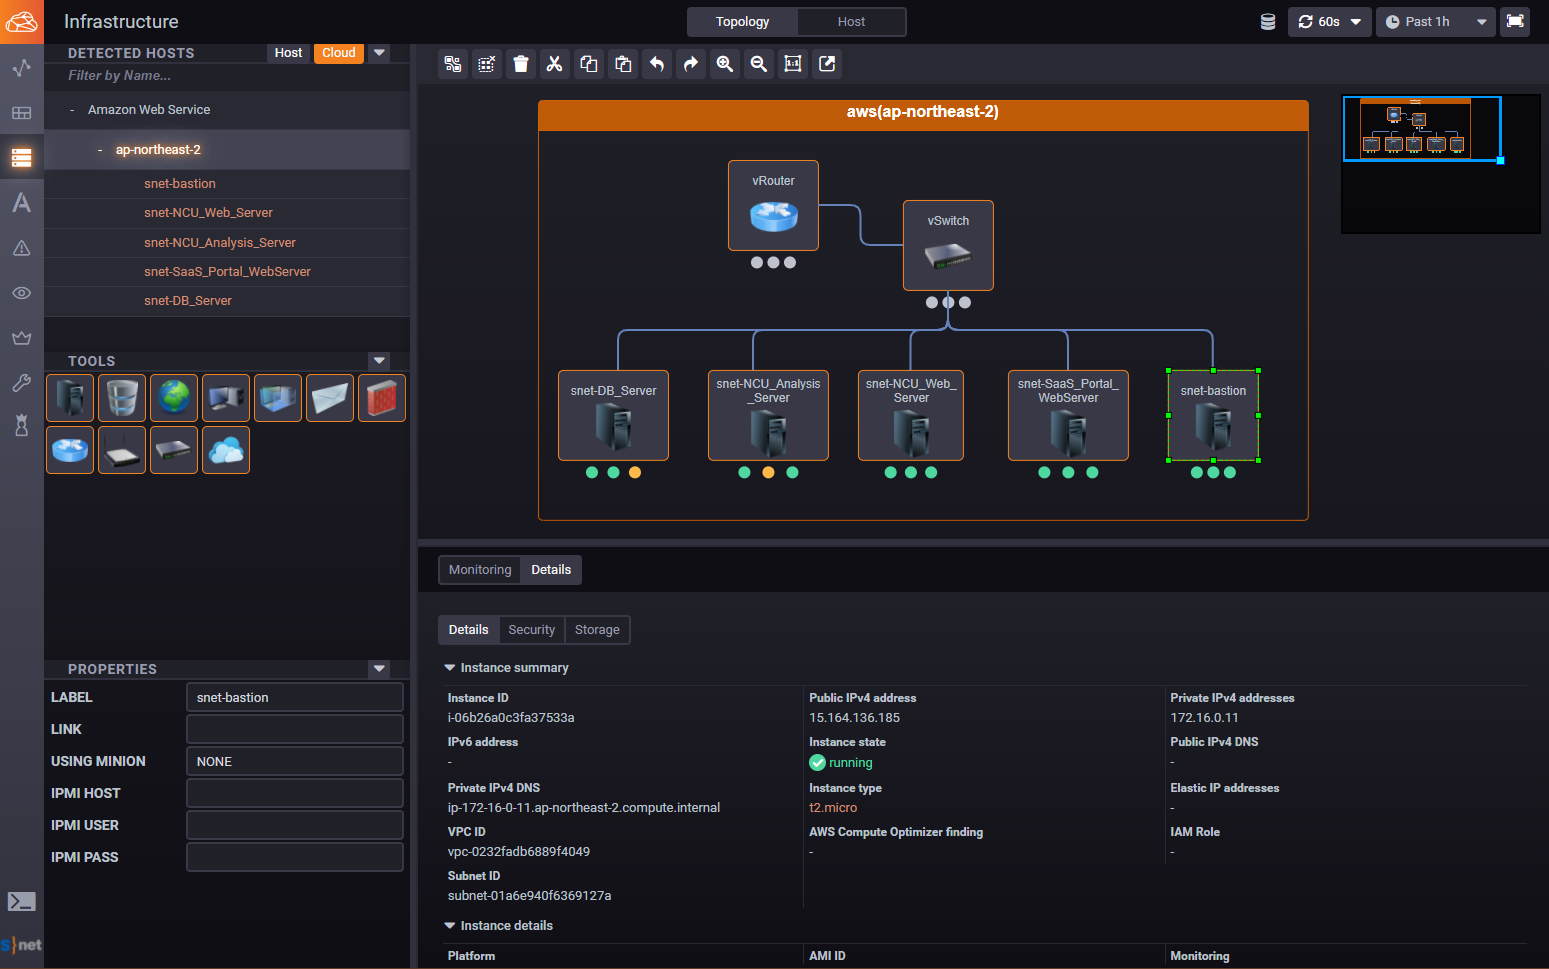 Infrastructure
Topology
Host
60s
Past 1h
DETECTED HOSTS
Host
Cloud
Filter by Name...
- Amazon Web Service
- ap-northeast-2
snet-bastion
snet-NCU_Web_Server
snet-NCU_Analysis_Server
snet-SaaS_Portal_WebServer
snet-DB_Server
TOOLS
PROPERTIES
LABEL
snet-bastion
LINK
USING MINION
NONE
IPMI HOST
IPMI USER
IPMI PASS
S}net
1:1
aws(ap-northeast-2)
vRouter
vSwitch
snet-DB_Server
snet-NCU_Analysis
_Server
snet-NCU_Web_
Server
snet-SaaS_Portal_
WebServer
snet-bastion
Monitoring
Details
Details
Security
Storage
Instance summary
Instance ID
i-06b26a0c3fa37533a
Public IPv4 address
15.164.136.185
Private IPv4 addresses
172.16.0.11
IPv6 address
-
Instance state
running
Public IPv4 DNS
-
Private IPv4 DNS
ip-172-16-0-11.ap-northeast-2.compute.internal
Instance type
t2.micro
Elastic IP addresses
-
VPC ID
vpc-0232fadb6889f4049
AWS Compute Optimizer finding
-
IAM Role
-
Subnet ID
subnet-01a6e940f6369127a
Instance details
Platform
AMI ID
Monitoring